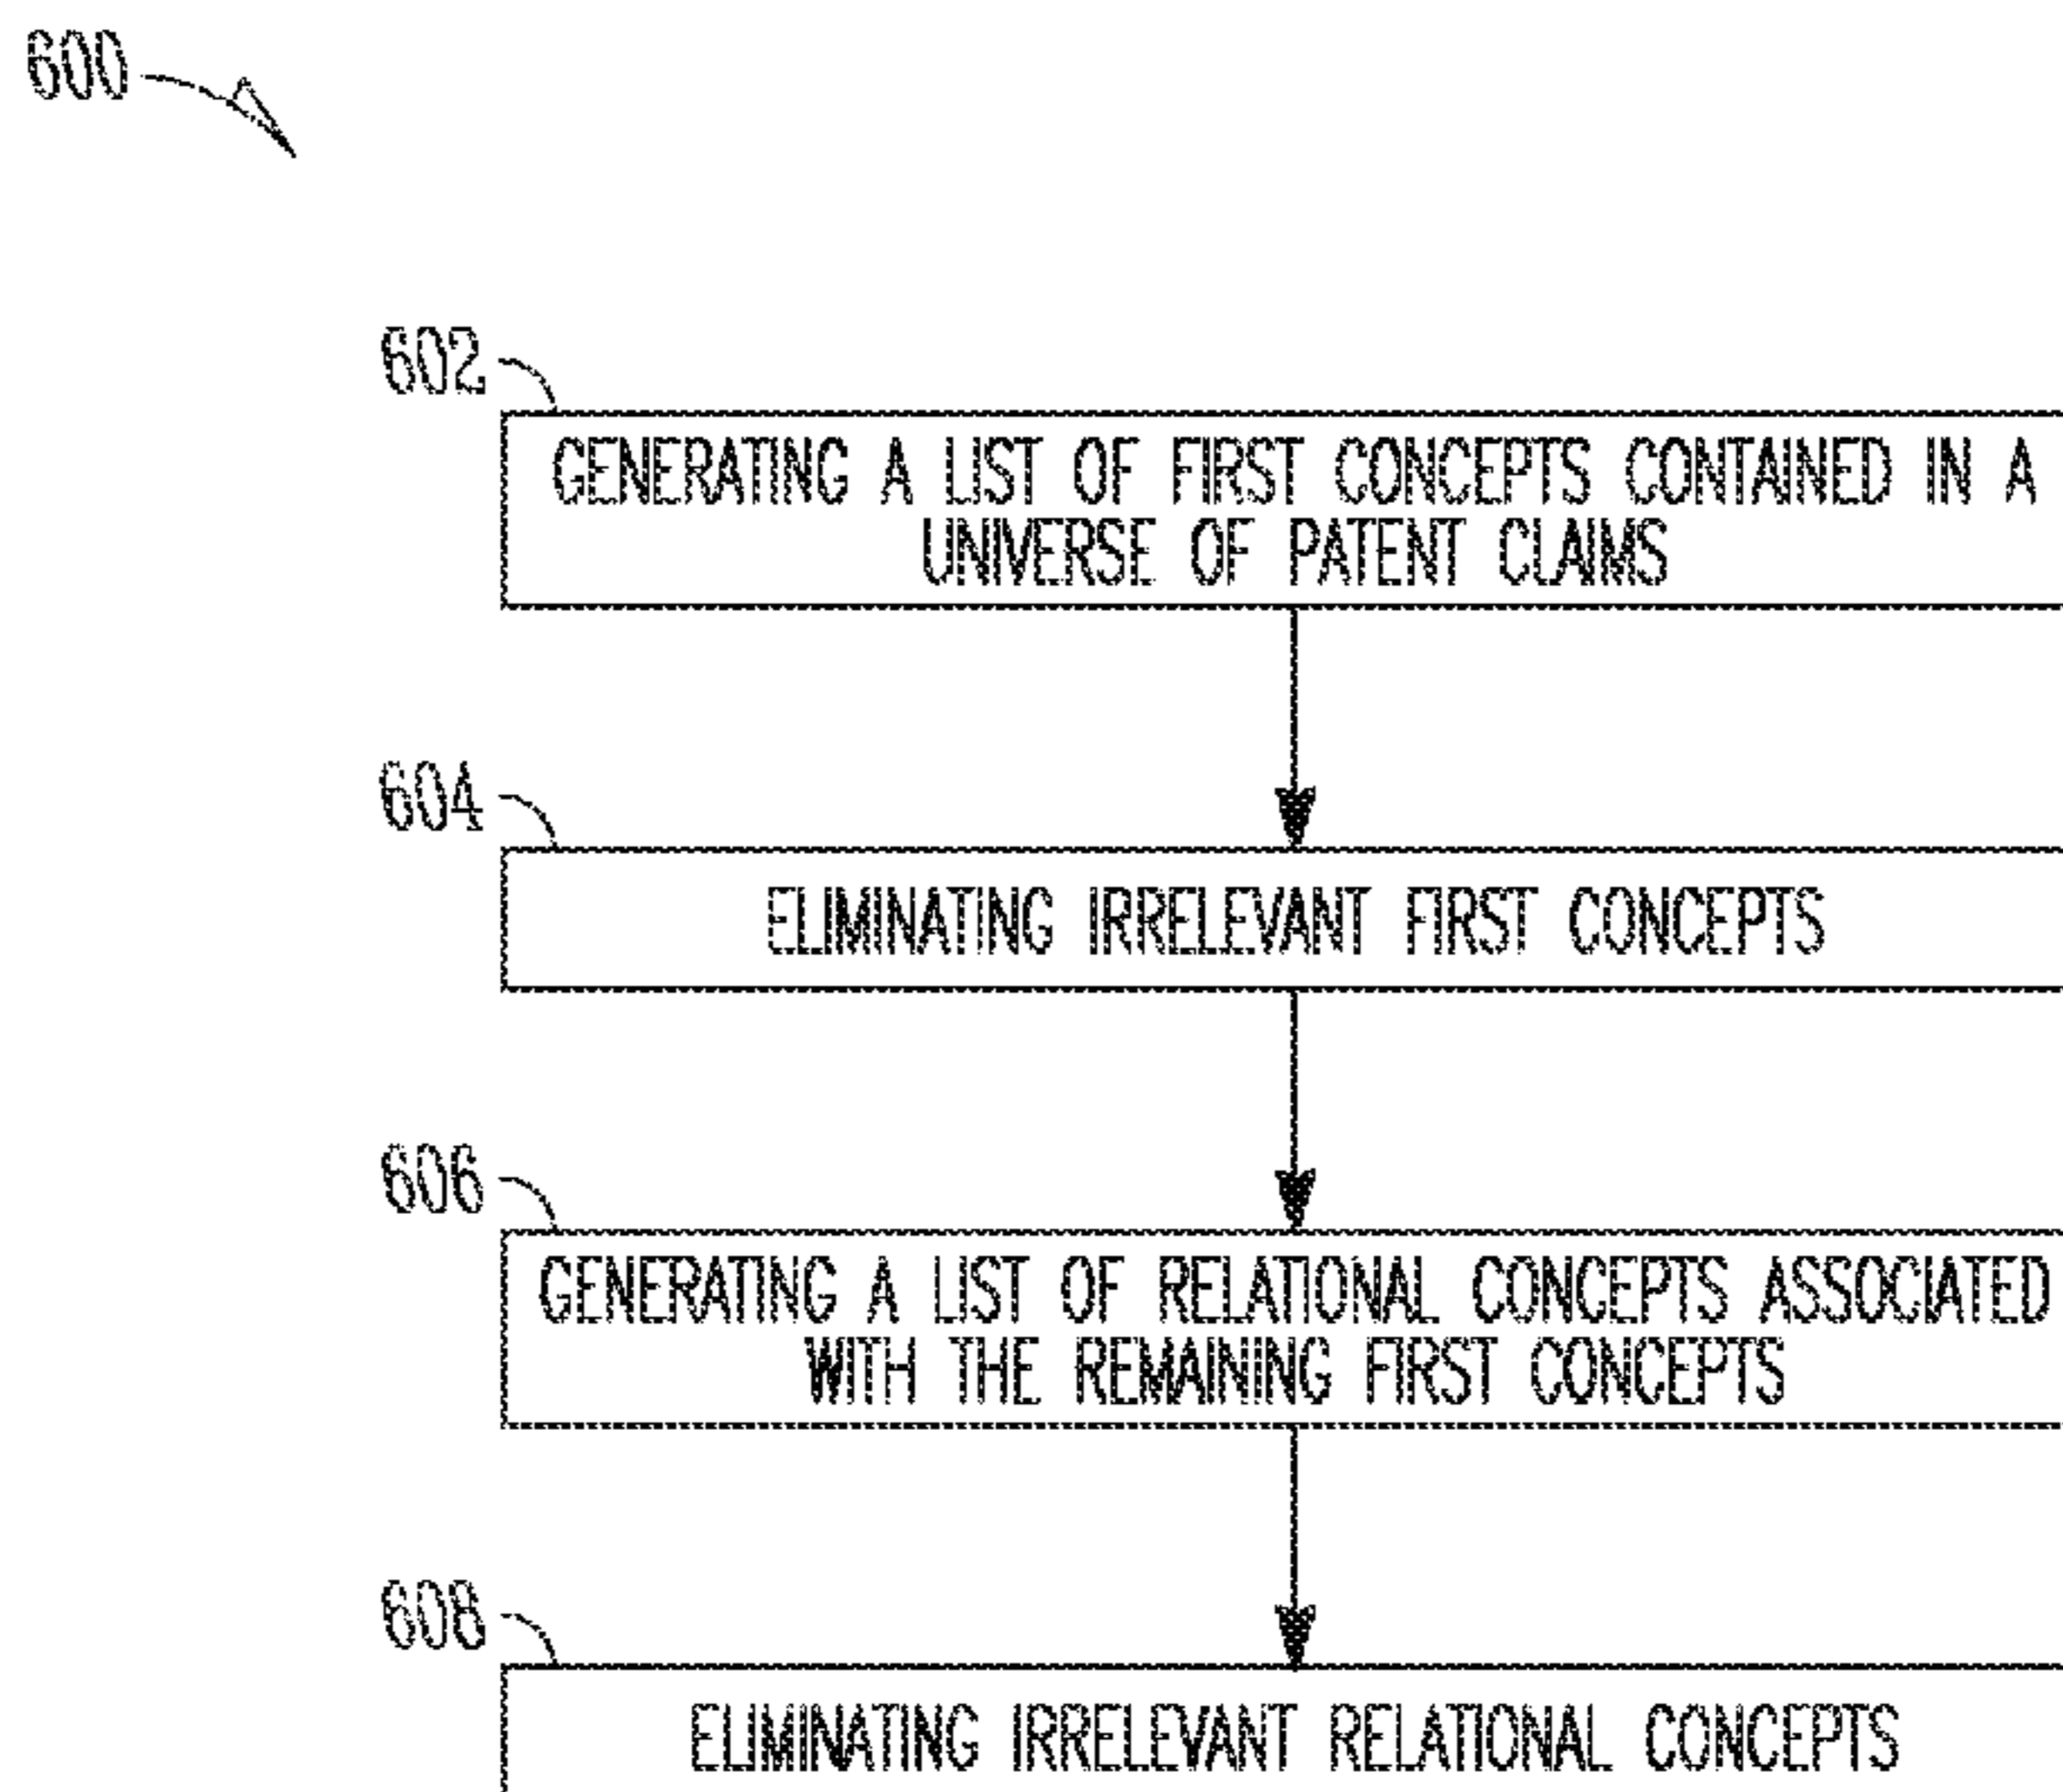 600
602
GENERATING A LIST OF FIRST CONCEPTS CONTAINED IN A
UNIVERSE OF PATENT CLAIMS
604
ELIMINATING IRRELEVANT FIRST CONCEPTS
606
GENERATING A LIST OF RELATIONAL CONCEPTS ASSOCIATED
WITH THE REMAINING FIRST CONCEPTS
608
ELIMINATING IRRELEVANT RELATIONAL CONCEPTS